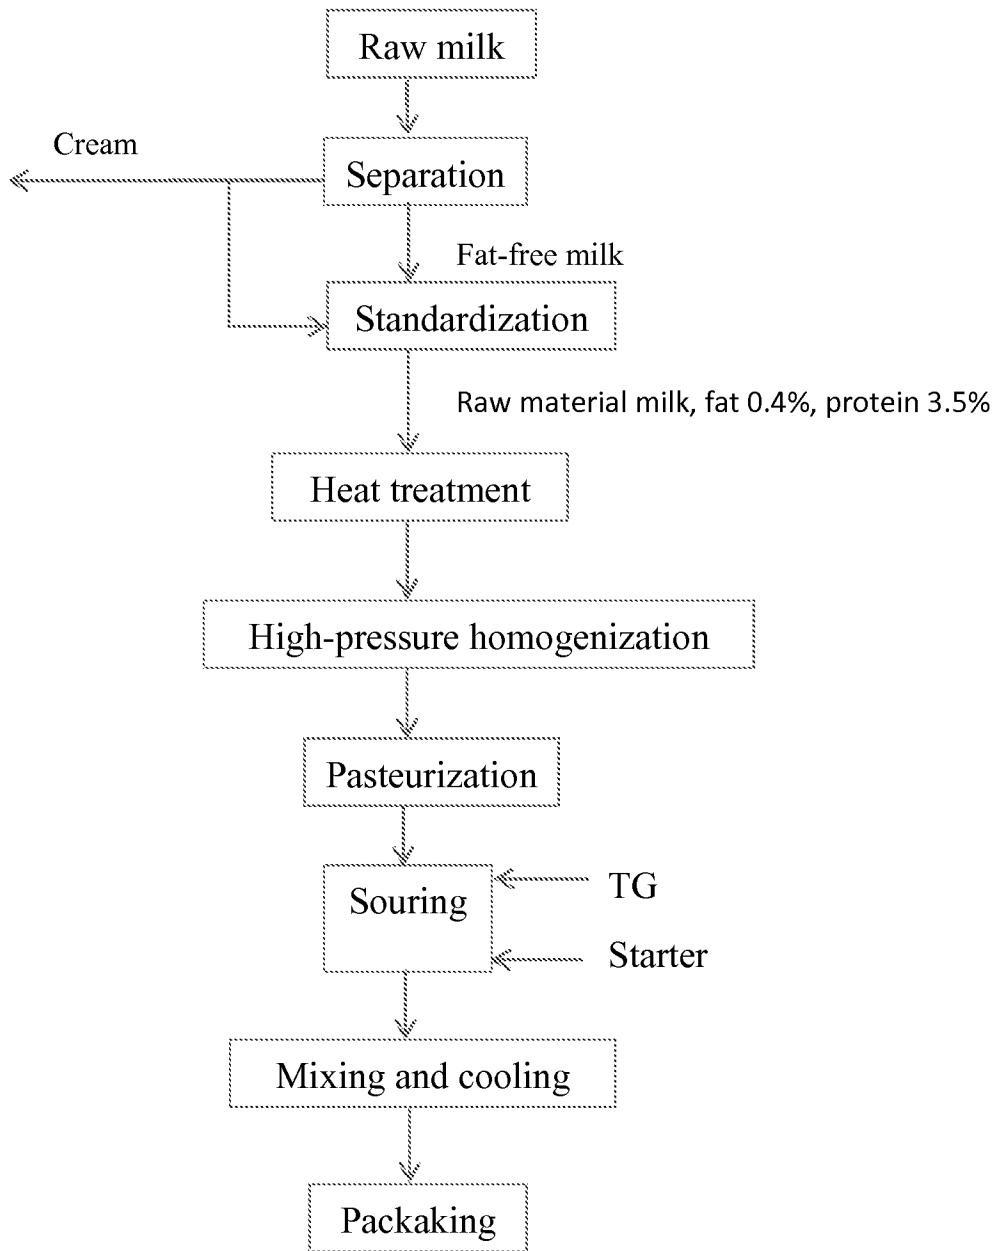 Raw milk
Cream
Separation
Fat-free milk
Standardization
Raw material milk, fat 0.4%, protein 3.5%
Heat treatment
High-pressure homogenization
Pasteurization
TG
Souring
Starter
Mixing and cooling
Packaking